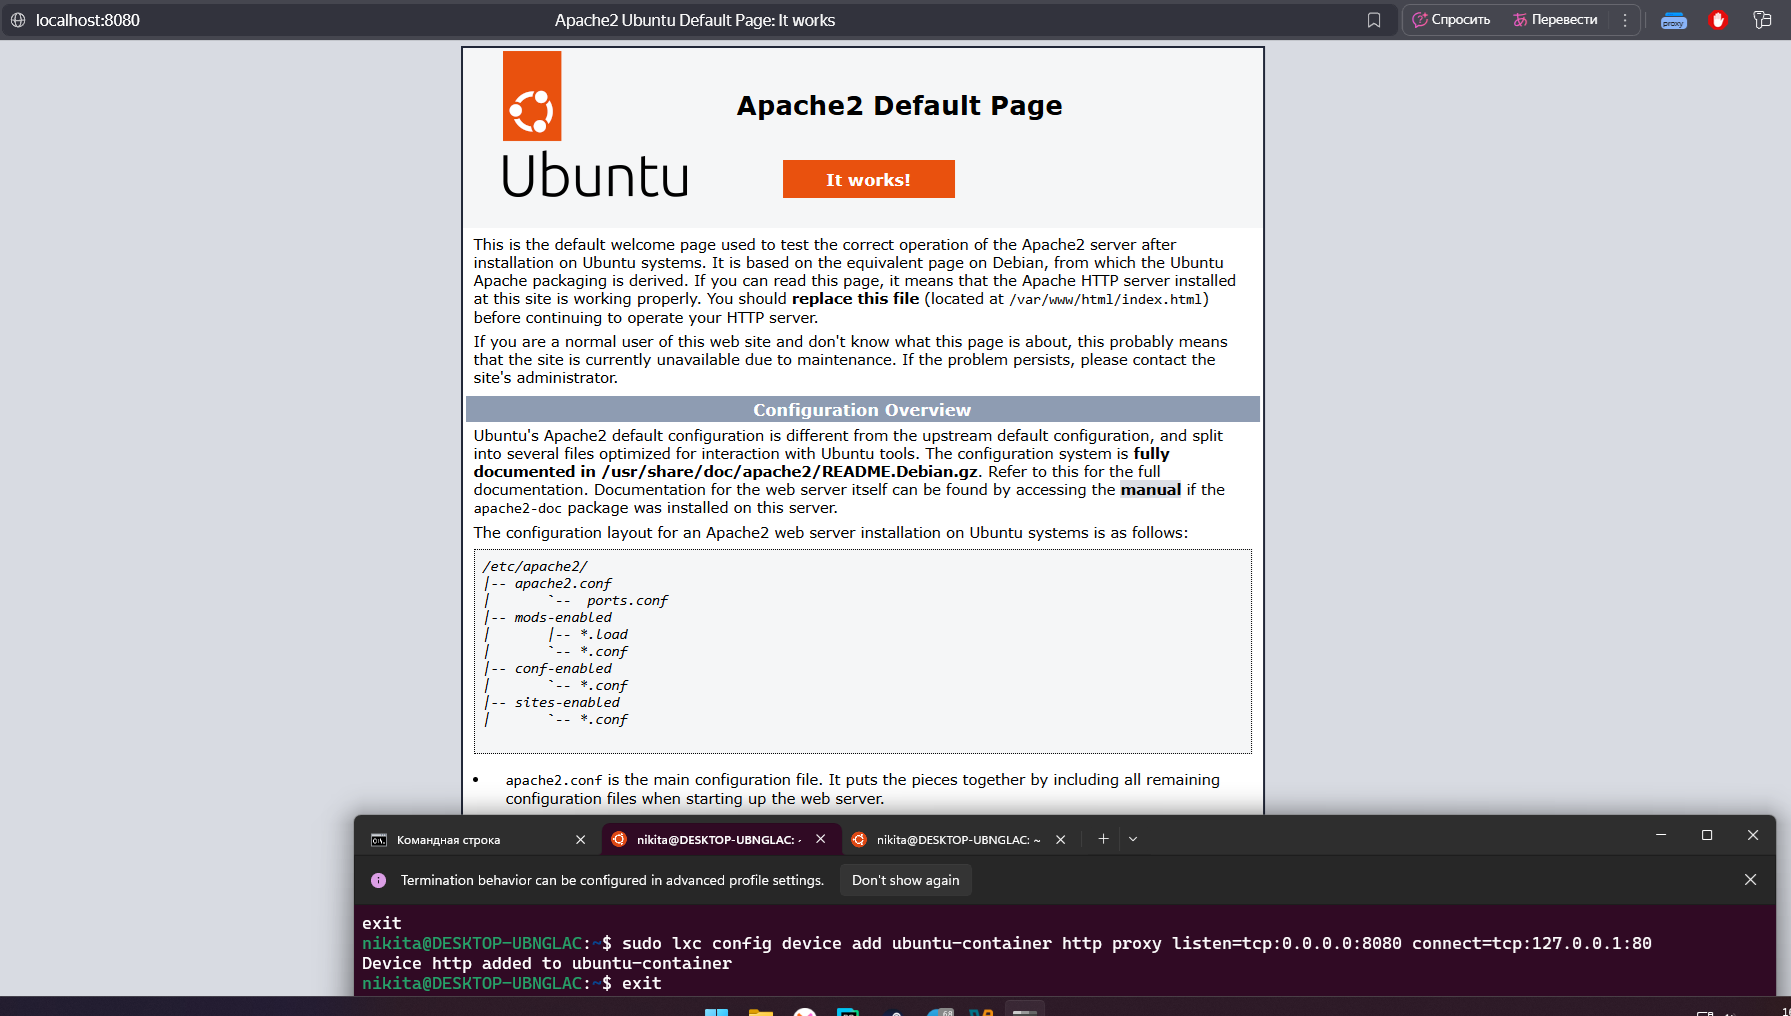 localhost:8080
Apache2 Ubuntu Default Page: It works
Спросить
Перевести
proxy
Apache2 Default Page
Ubuntu
It works!
This is the default welcome page used to test the correct operation of the Apache2 server after
installation on Ubuntu systems. It is based on the equivalent page on Debian, from which the Ubuntu
Apache packaging is derived. If you can read this page, it means that the Apache HTTP server installed
at this site is working properly. You should replace this file (located at /var/www/html/index.html)
before continuing to operate your HTTP server.
If you are a normal user of this web site and don't know what this page is about, this probably means
that the site is currently unavailable due to maintenance. If the problem persists, please contact the
site's administrator.
Configuration Overview
Ubuntu's Apache2 default configuration is different from the upstream default configuration, and split
into several files optimized for interaction with Ubuntu tools. The configuration system is fully
documented in /usr/share/doc/apache2/README.Debian.gz. Refer to this for the full
documentation. Documentation for the web server itself can be found by accessing the manual if the
apache2-doc package was installed on this server.
The configuration layout for an Apache2 web server installation on Ubuntu systems is as follows:
/etc/apache2/
|-- apache2.conf
|       `--  ports.conf
|-- mods-enabled
|       |-- *.load
|       `-- *.conf
|-- conf-enabled
|       `-- *.conf
|-- sites-enabled
|       `-- *.conf
• apache2.conf is the main configuration file. It puts the pieces together by including all remaining
configuration files when starting up the web server.
Командная строка
nikita@DESKTOP-UBNGLAC: -
nikita@DESKTOP-UBNGLAC: ~
Termination behavior can be configured in advanced profile settings.
Don't show again
exit
nikita@DESKTOP-UBNGLAC:~$ sudo lxc config device add ubuntu-container http proxy listen=tcp:0.0.0.0:8080 connect=tcp:127.0.0.1:80
Device http added to ubuntu-container
nikita@DESKTOP-UBNGLAC:~$ exit
68